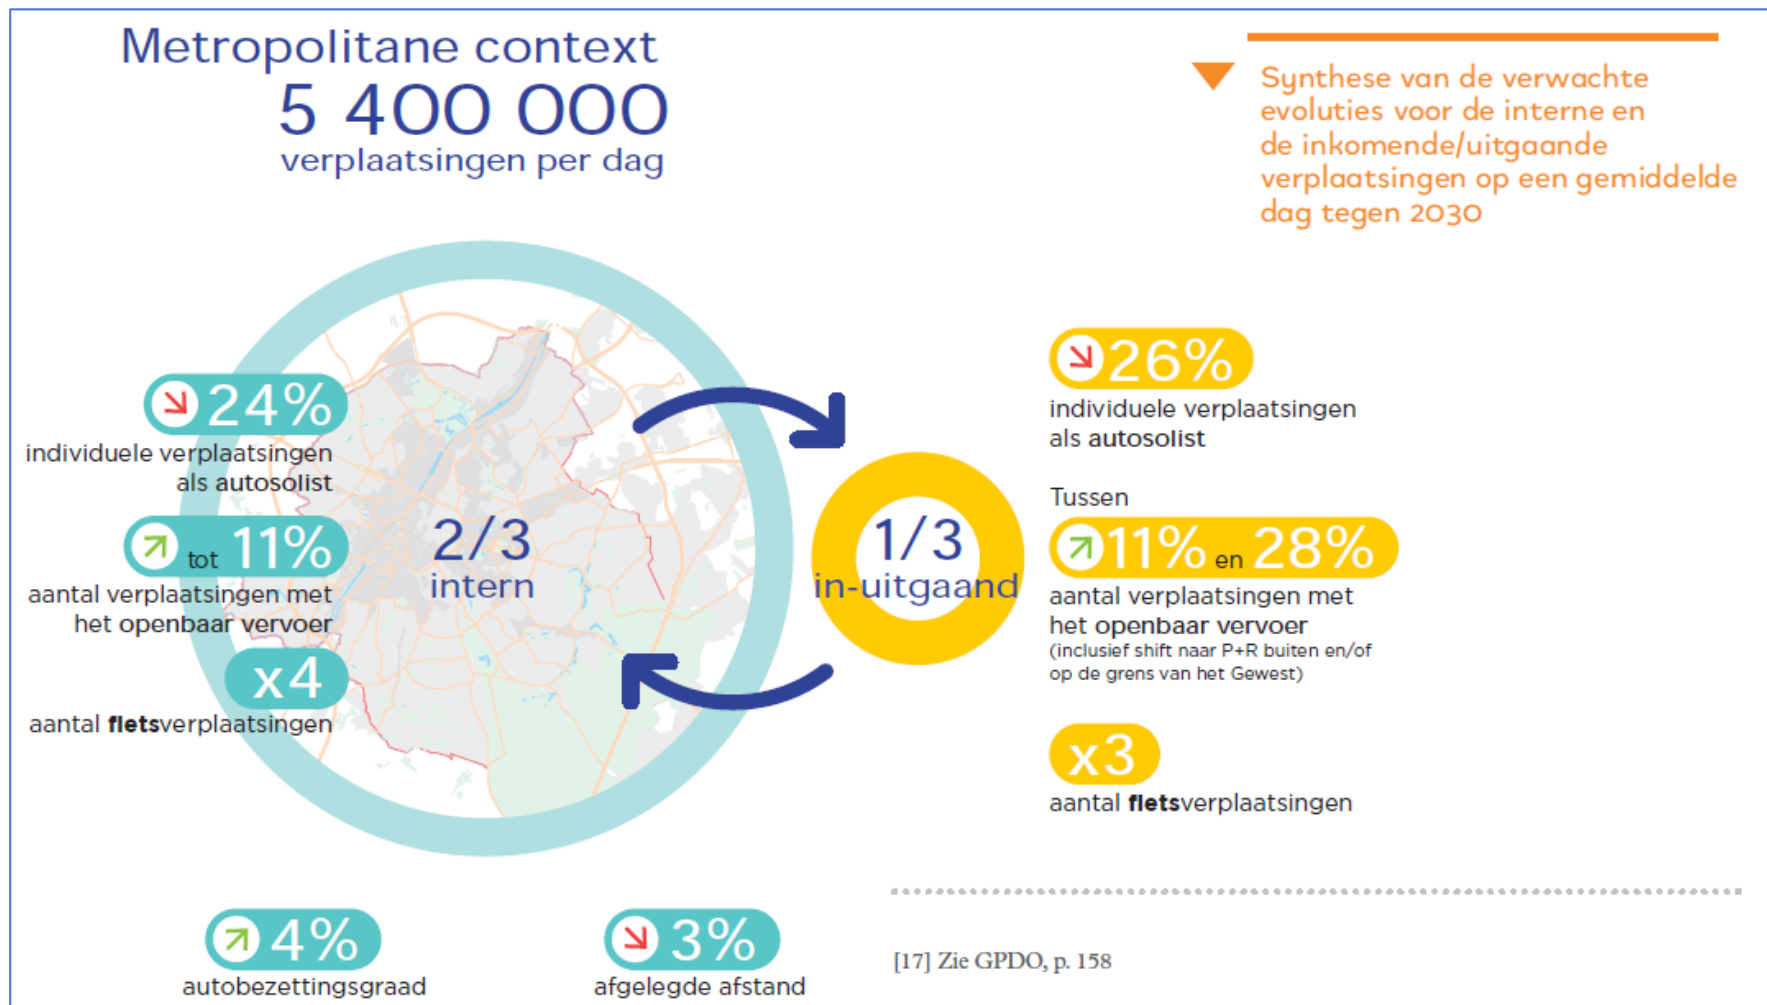 Metropolitane context
5 400 000
verplaatsingen per dag
Synthese van de verwachte
evoluties voor de interne en
de inkomende/uitgaande
verplaatsingen op een gemiddelde
dag tegen 2030
24%
individuele verplaatsingen
als autosolist
tot 11%
aantal verplaatsingen met
het openbaar vervoer
x4
aantal fietsverplaatsingen
2/3
intern
1/3
in-uitgaand
26%
individuele verplaatsingen
als autosolist
Tussen
11% en 28%
aantal verplaatsingen met
het openbaar vervoer
(inclusief shift naar P+R buiten en/of
op de grens van het Gewest)
x3
aantal fietsverplaatsingen
4%
autobezettingsgraad
3%
afgelegde afstand
[17] Zie GPDO, p. 158